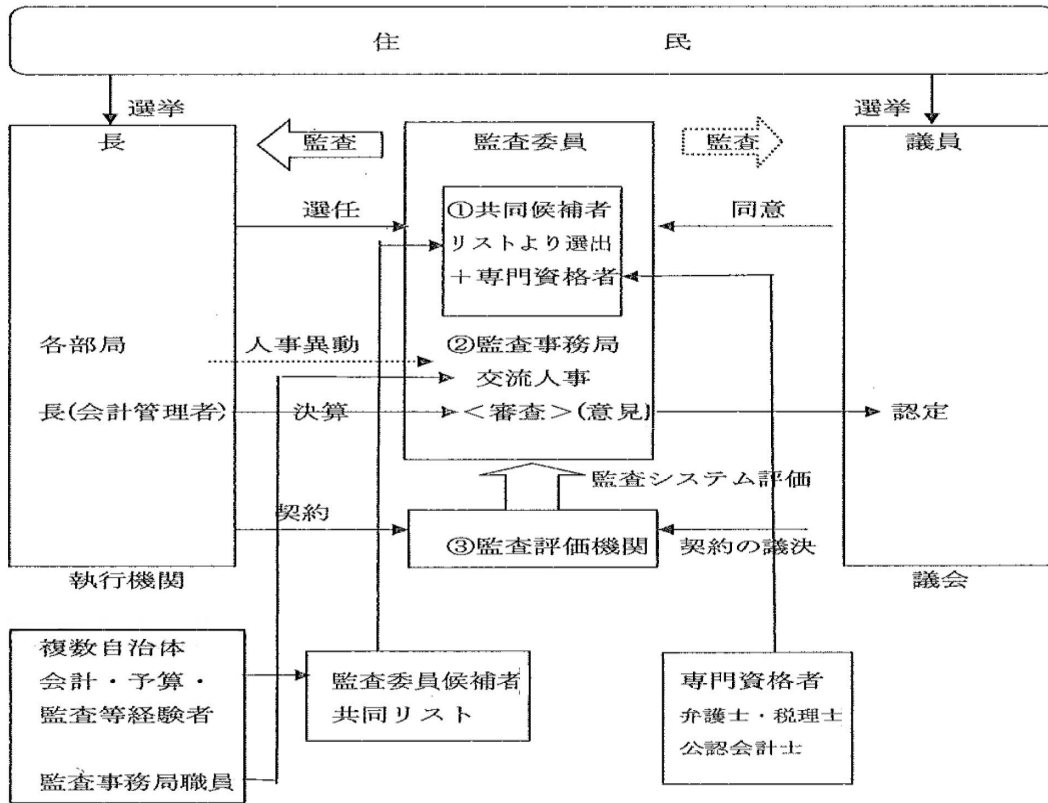 住民
選挙
選挙
長
監査
監査委員
監査
議員
選任
①共同候補者
リストより選出
＋専門資格者
同意
各部局
人事異動
②監査事務局
交流人事
長(会計管理者)
決算
＜審査＞(意見)
認定
監査システム評価
契約
③監査評価機関
契約の議決
執行機関
議会
複数自治体
会計・予算・
監査等経験者
監査事務局職員
監査委員候補者
共同リスト
専門資格者
弁護士・税理士
公認会計士